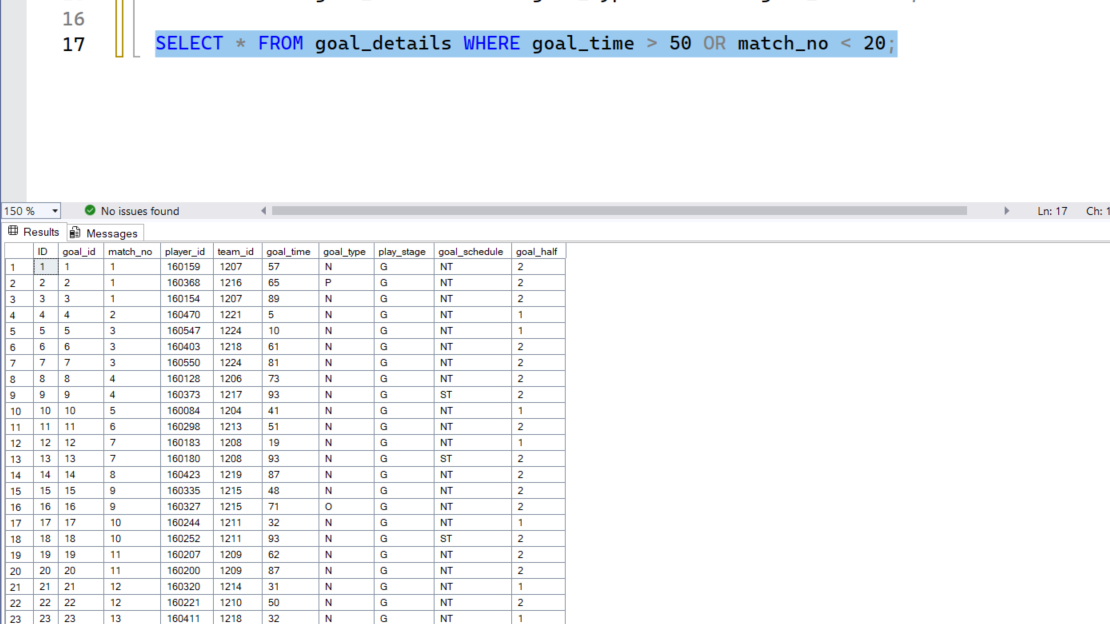 16
17 SELECT * FROM goal_details WHERE goal_time > 50 OR match_no < 20;
150 % No issues found Ln: 17 Ch: 1
Results Messages
ID goal_id match_no player_id team_id goal_time goal_type play_stage goal_schedule goal_half
1 1 1 1 160159 1207 57 N G NT 2
2 2 2 1 160368 1216 65 P G NT 2
3 3 3 1 160154 1207 89 N G NT 2
4 4 4 2 160470 1221 5 N G NT 1
5 5 5 3 160547 1224 10 N G NT 1
6 6 6 3 160403 1218 61 N G NT 2
7 7 7 3 160550 1224 81 N G NT 2
8 8 8 4 160128 1206 73 N G NT 2
9 9 9 4 160373 1217 93 N G ST 2
10 10 10 5 160084 1204 41 N G NT 1
11 11 11 6 160298 1213 51 N G NT 2
12 12 12 7 160183 1208 19 N G NT 1
13 13 13 7 160180 1208 93 N G ST 2
14 14 14 8 160423 1219 87 N G NT 2
15 15 15 9 160335 1215 48 N G NT 2
16 16 16 9 160327 1215 71 O G NT 2
17 17 17 10 160244 1211 32 N G NT 1
18 18 18 10 160252 1211 93 N G ST 2
19 19 19 11 160207 1209 62 N G NT 2
20 20 20 11 160200 1209 87 N G NT 2
21 21 21 12 160320 1214 31 N G NT 1
22 22 22 12 160221 1210 50 N G NT 2
23 23 23 13 160411 1218 32 N G NT 1